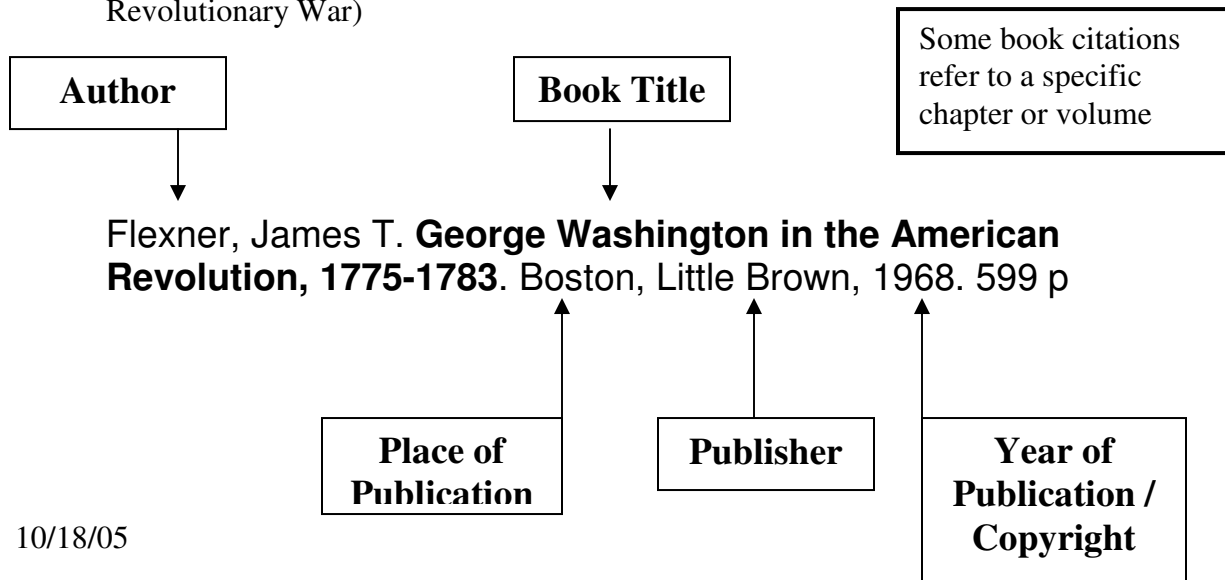 Revolutionary War)
Some book citations
refer to a specific
chapter or volume
Author
Book Title
Flexner, James T. George Washington in the American
Revolution, 1775-1783. Boston, Little Brown, 1968. 599 p
Place of
Publication
Publisher
Year of
Publication /
Copyright
10/18/05